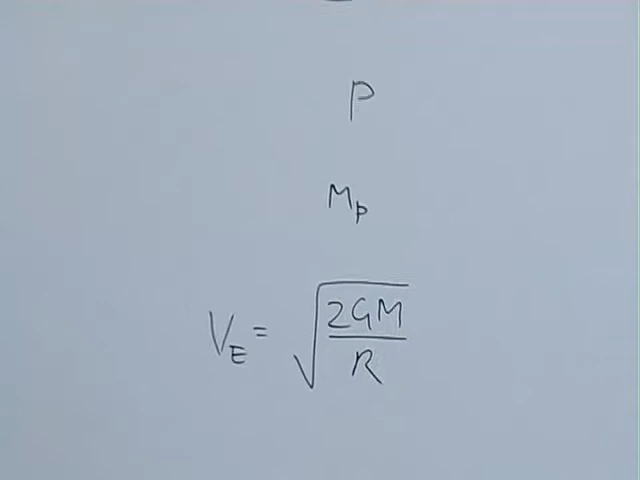 P
Mp
VE = √(2GM/R)